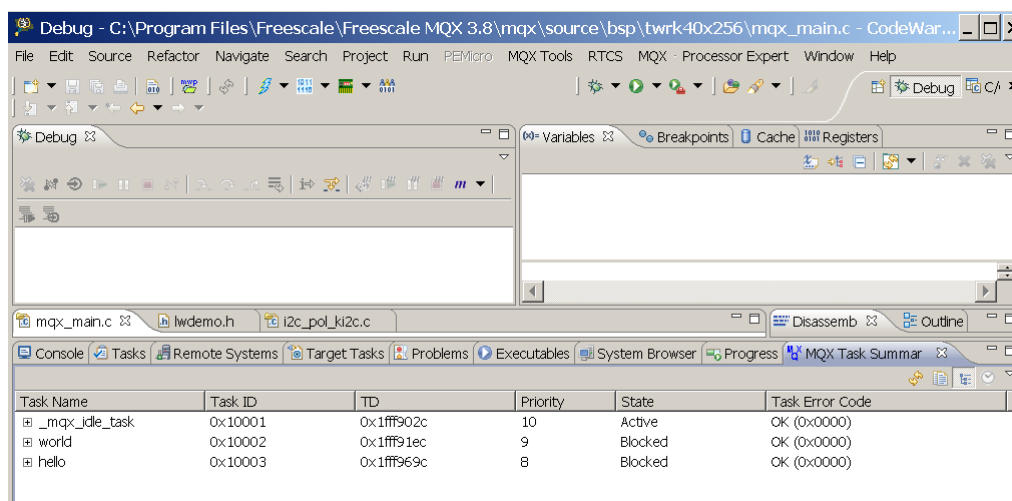 Debug - C:\Program Files\Freescale\Freescale MQX 3.8\mqx\source\bsp\twrk40x256\mqx_main.c - CodeWar...
File Edit Source Refactor Navigate Search Project Run PEMicro MQX Tools RTCS MQX Processor Expert Window Help
Debug C/
Debug
Variables Breakpoints Cache Registers
mqx_main.c lwdemo.h i2c_pol_ki2c.c Disassemb Outline
Console Tasks Remote Systems Target Tasks Problems Executables System Browser Progress MQX Task Summar
Task Name Task ID TD Priority State Task Error Code
_mqx_idle_task 0x10001 0x1fff902c 10 Active OK (0x0000)
world 0x10002 0x1fff91ec 9 Blocked OK (0x0000)
hello 0x10003 0x1fff969c 8 Blocked OK (0x0000)